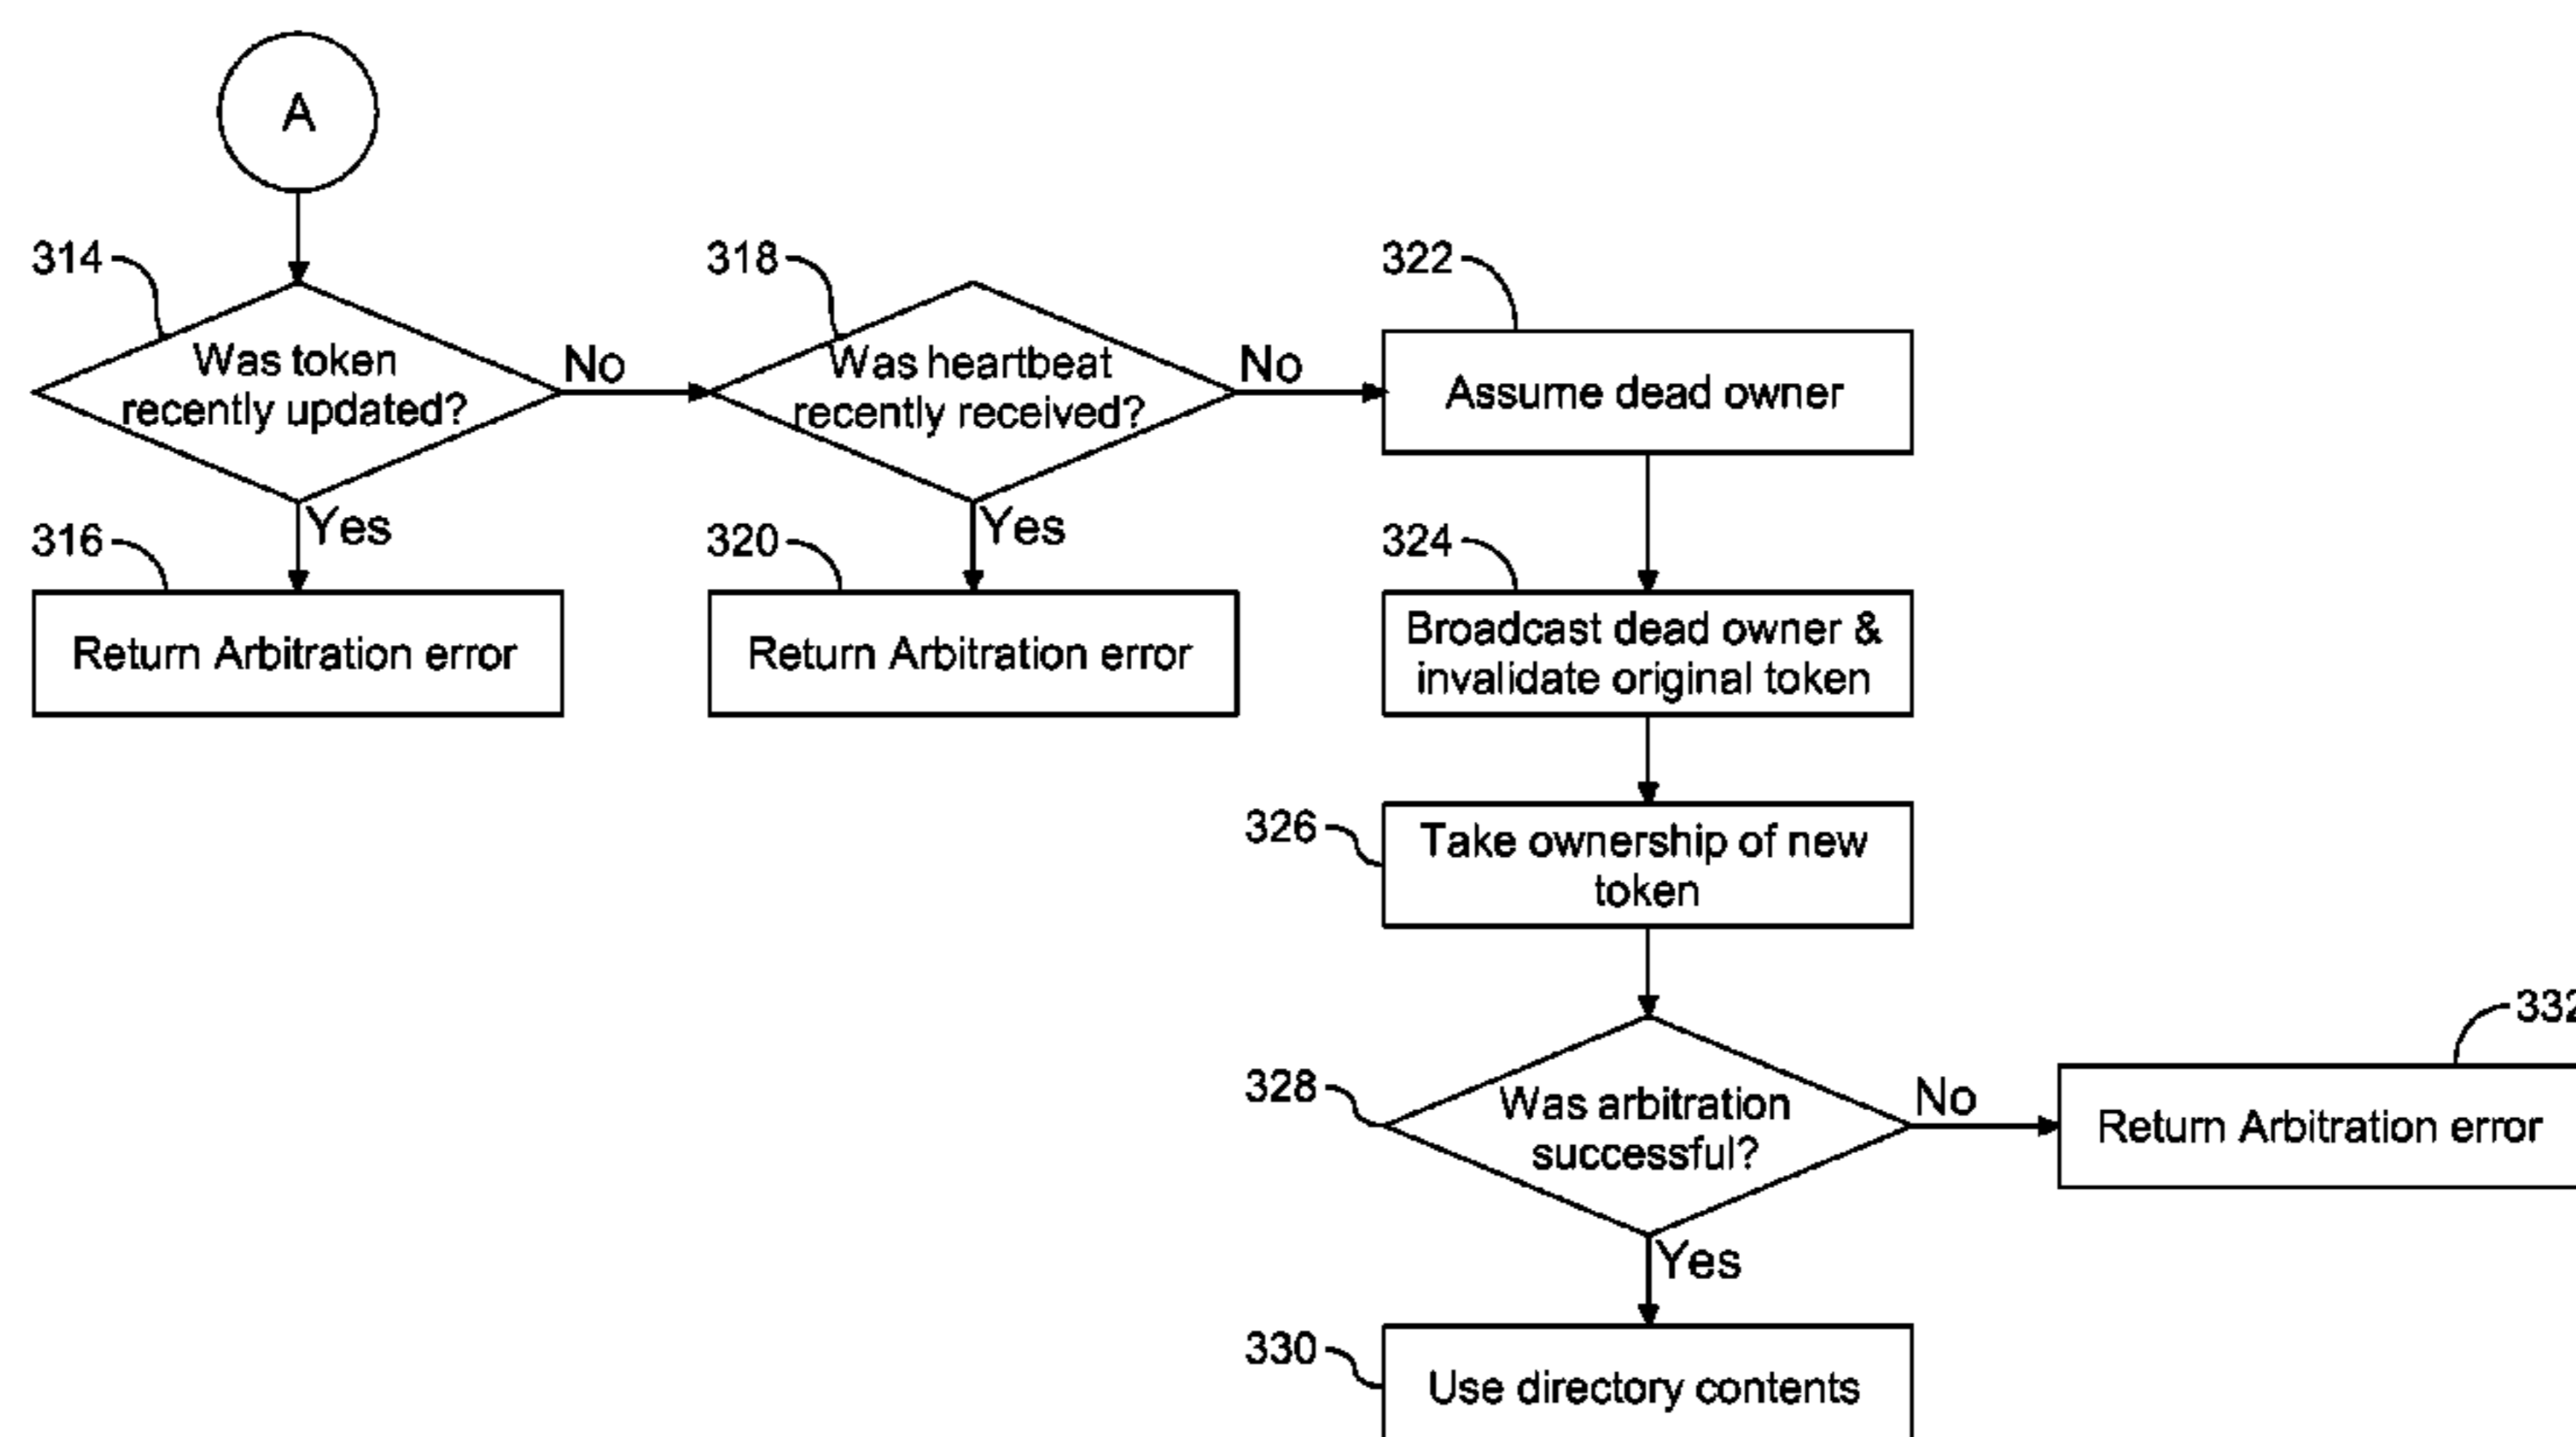 A
314
Was token
recently updated?
No
318
Was heartbeat
recently received?
No
322
Assume dead owner
316
Yes
Return Arbitration error
320
Yes
Return Arbitration error
324
Broadcast dead owner &
invalidate original token
326
Take ownership of new
token
328
Was arbitration
successful?
No
332
Return Arbitration error
Yes
330
Use directory contents